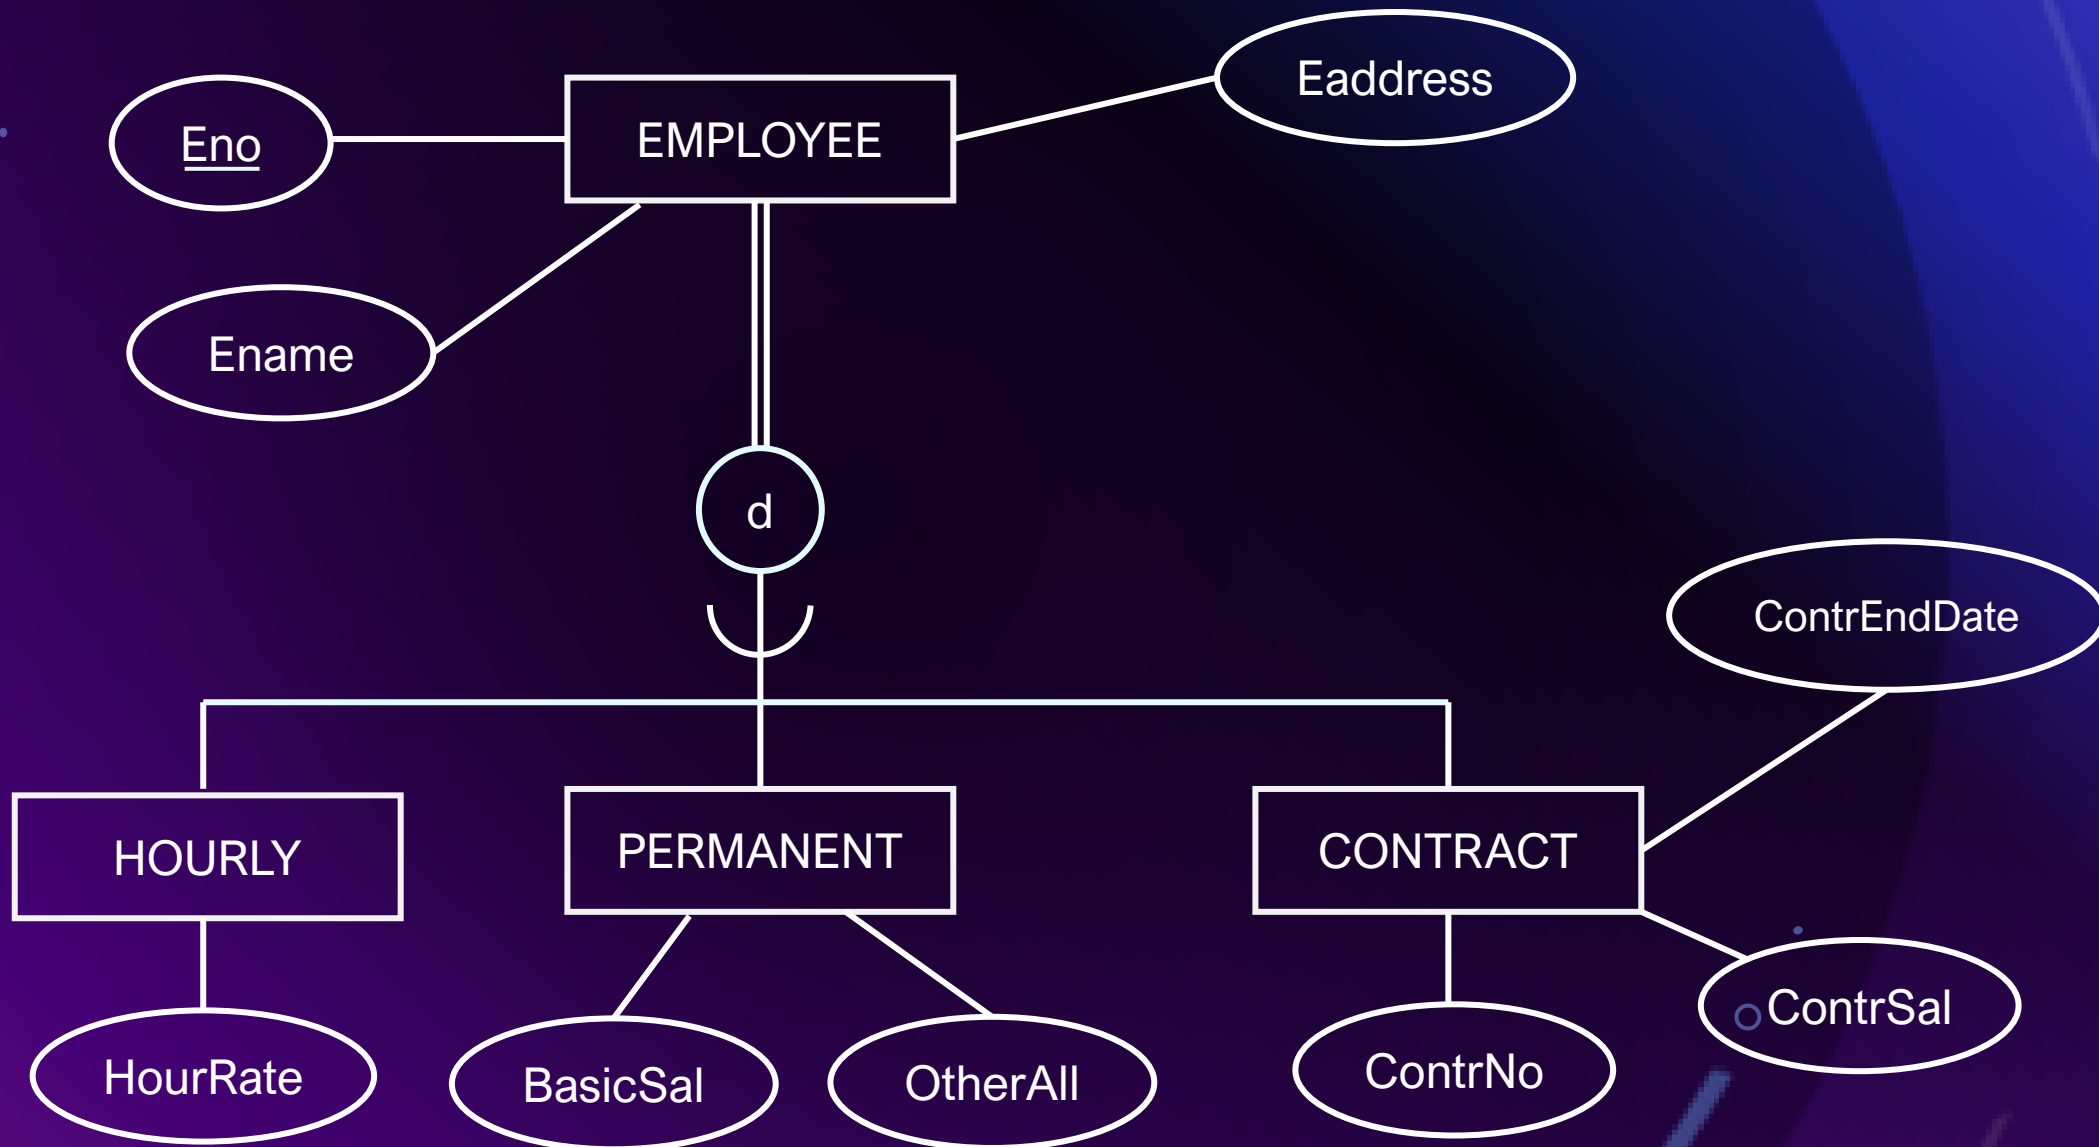 Eaddress
Eno
EMPLOYEE
Ename
d
ContrEndDate
HOURLY
PERMANENT
CONTRACT
ContrSal
HourRate
BasicSal
OtherAll
ContrNo